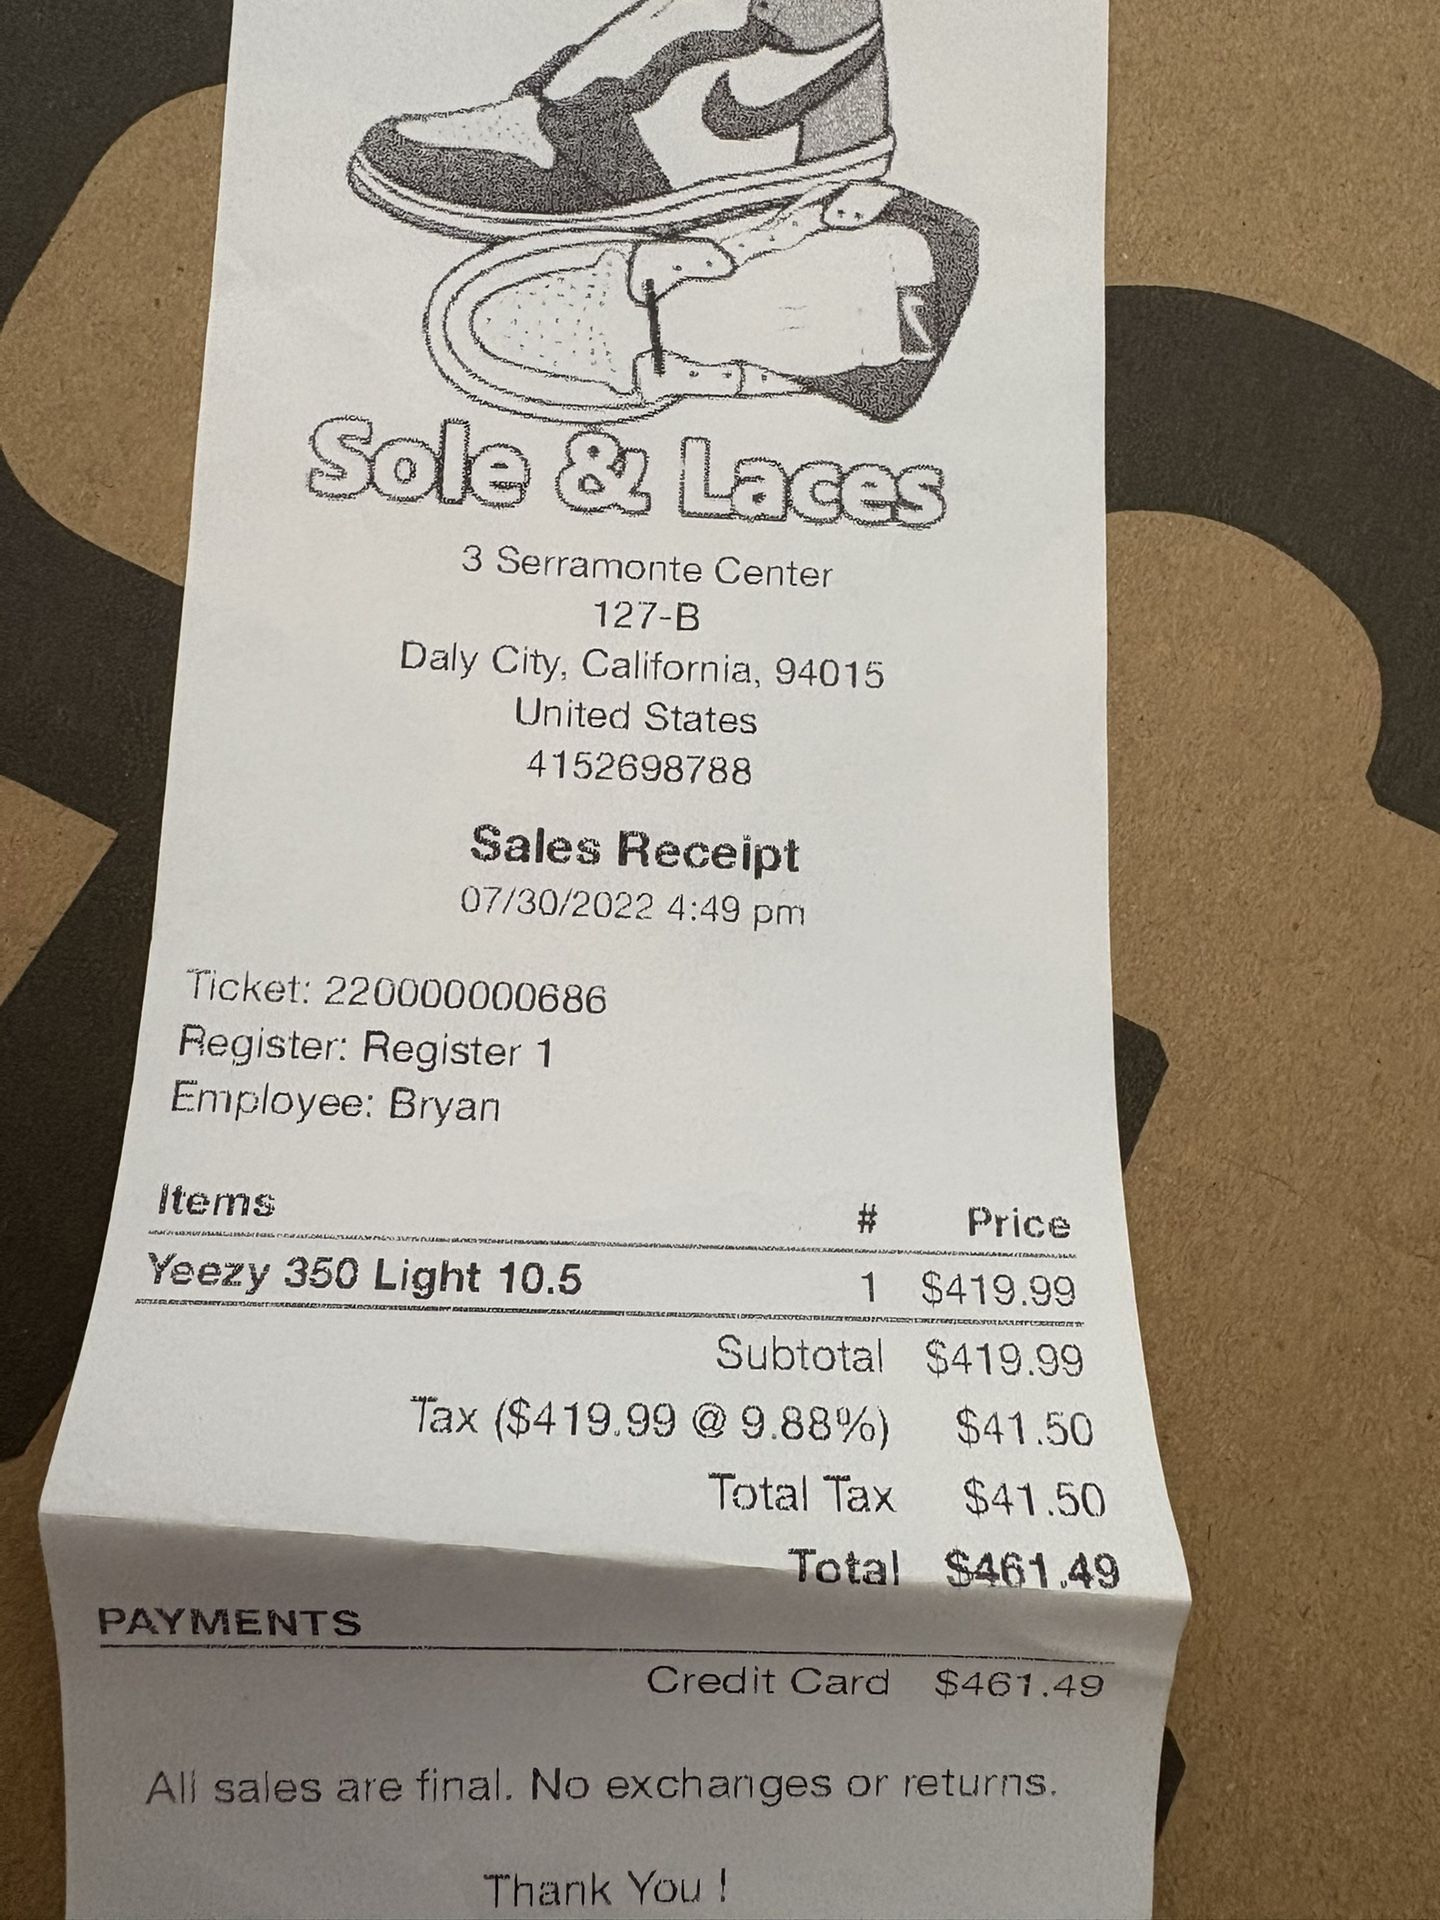 Sole & Laces
3 Serramonte Center
127-B
Daly City, California, 94015
United States
4152698788
Sales Receipt
07/30/2022 4:49 pm
Ticket: 220000000686
Register: Register 1
Employee: Bryan
Items # Price
Yeezy 350 Light 10.5 1 $419.99
Subtotal $419.99
Tax ($419.99 @ 9.88%) $41.50
Total Tax $41.50
Total $461.49
PAYMENTS
Credit Card $461.49
All sales are final. No exchanges or returns.
Thank You !